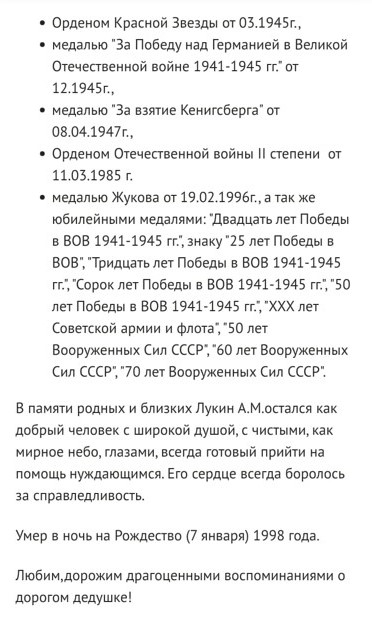 • Орденом Красной Звезды от 03.1945г.,
• медалью "За Победу над Германией в Великой
Отечественной войне 1941-1945 гг." от
12.1945г.,
• медалью "За взятие Кенигсберга" от
08.04.1947г.,
• Орденом Отечественной войны II степени от
11.03.1985 г.
• медалью Жукова от 19.02.1996г., а так же
юбилейными медалями: "Двадцать лет Победы
в ВОВ 1941-1945 гг.", знаку "25 лет Победы в
ВОВ", "Тридцать лет Победы в ВОВ 1941-1945
гг.", "Сорок лет Победы в ВОВ 1941-1945 гг.", "50
лет Победы в ВОВ 1941-1945 гг.", "XXX лет
Советской армии и флота", "50 лет
Вооруженных Сил СССР", "60 лет Вооруженных
Сил СССР", "70 лет Вооруженных Сил СССР".
В памяти родных и близких Лукин А.М.остался как
добрый человек с широкой душой, с чистыми, как
мирное небо, глазами, всегда готовый прийти на
помощь нуждающимся. Его сердце всегда боролось
за справледливость.
Умер в ночь на Рождество (7 января) 1998 года.
Любим,дорожим драгоценными воспоминаниями о
дорогом дедушке!